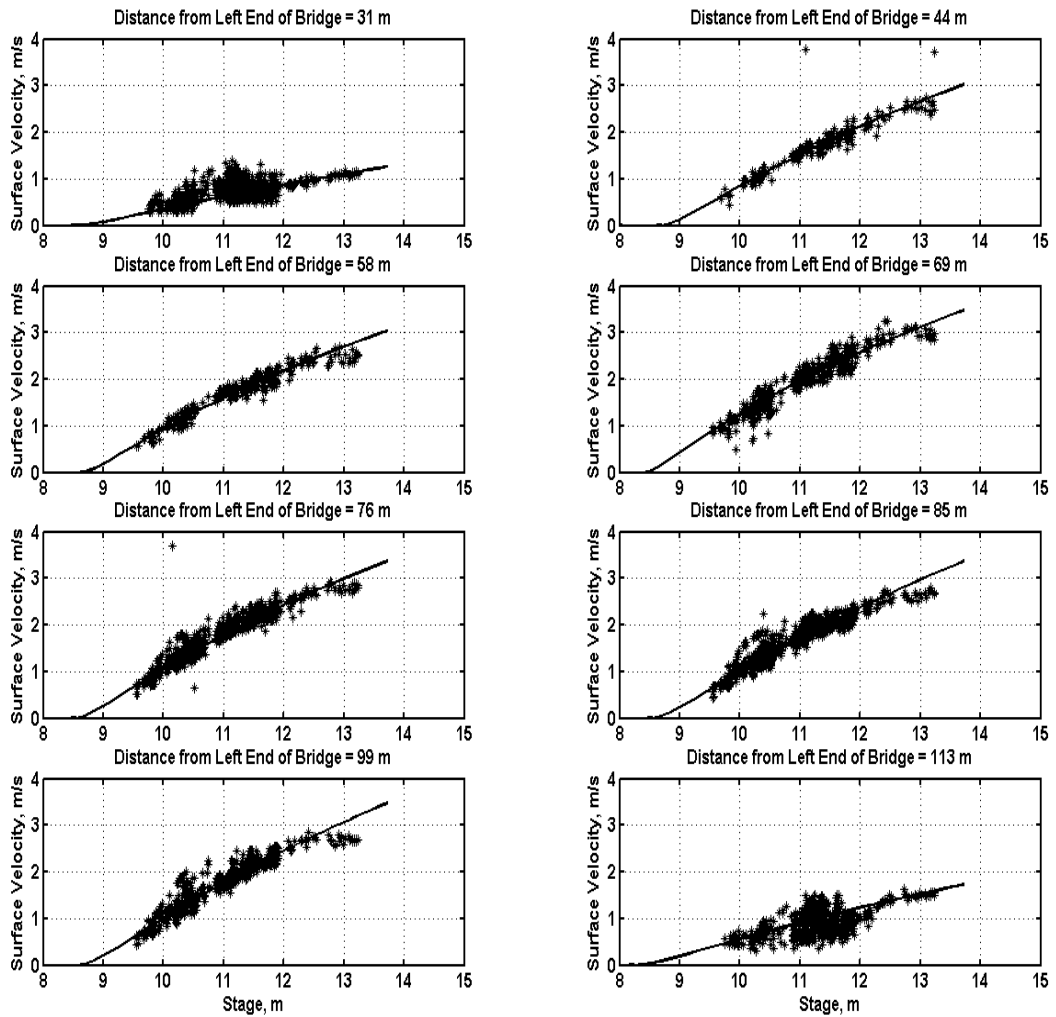 Distance from Left End of Bridge = 31 m
Surface Velocity, m/s
4
3
2
1
0
8 9 10 11 12 13 14 15
Distance from Left End of Bridge = 44 m
Surface Velocity, m/s
4
3
2
1
0
8 9 10 11 12 13 14 15
Distance from Left End of Bridge = 58 m
Surface Velocity, m/s
4
3
2
1
0
8 9 10 11 12 13 14 15
Distance from Left End of Bridge = 69 m
Surface Velocity, m/s
4
3
2
1
0
8 9 10 11 12 13 14 15
Distance from Left End of Bridge = 76 m
Surface Velocity, m/s
4
3
2
1
0
8 9 10 11 12 13 14 15
Distance from Left End of Bridge = 85 m
Surface Velocity, m/s
4
3
2
1
0
8 9 10 11 12 13 14 15
Distance from Left End of Bridge = 99 m
Surface Velocity, m/s
4
3
2
1
0
8 9 10 11 12 13 14 15
Stage, m
Distance from Left End of Bridge = 113 m
Surface Velocity, m/s
4
3
2
1
0
8 9 10 11 12 13 14 15
Stage, m